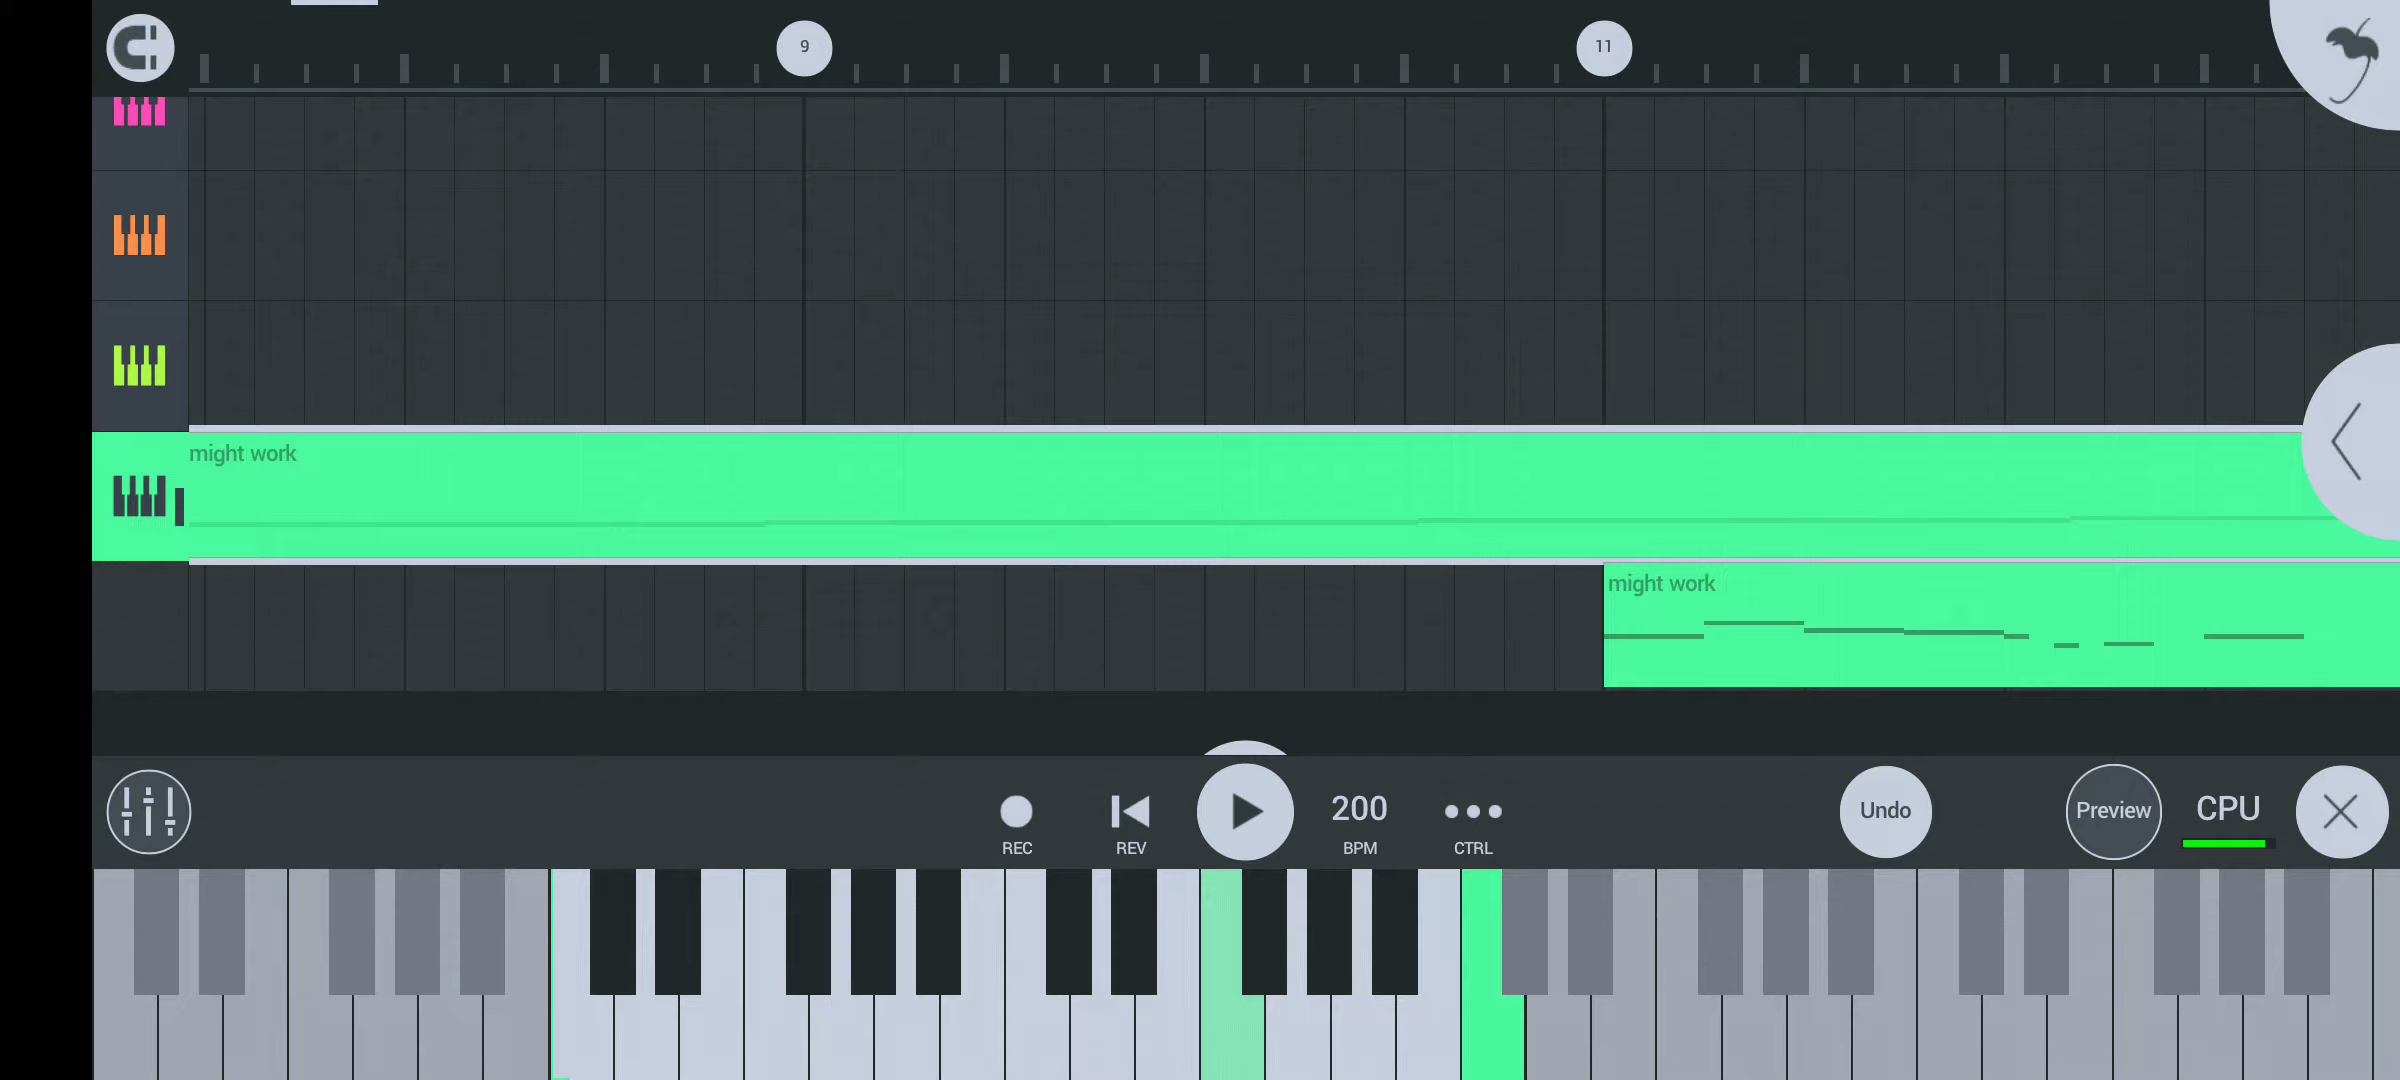 9
11
might work
might work
200
REC
REV
BPM
CTRL
Undo
Preview
CPU